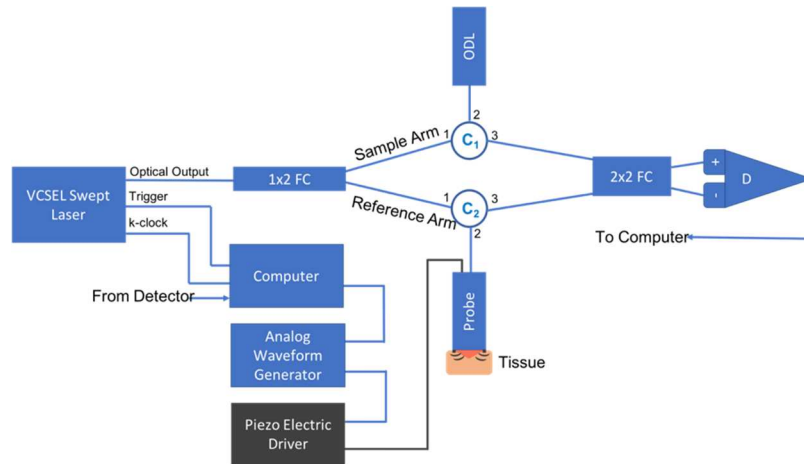 ODL
2
1
3
C1
Sample Arm
Optical Output
VCSEL Swept
Laser
1x2 FC
2x2 FC
+
-
D
Trigger
k-clock
Reference Arm
1
3
C2
2
To Computer
Computer
From Detector
Probe
Analog
Waveform
Generator
Tissue
Piezo Electric
Driver